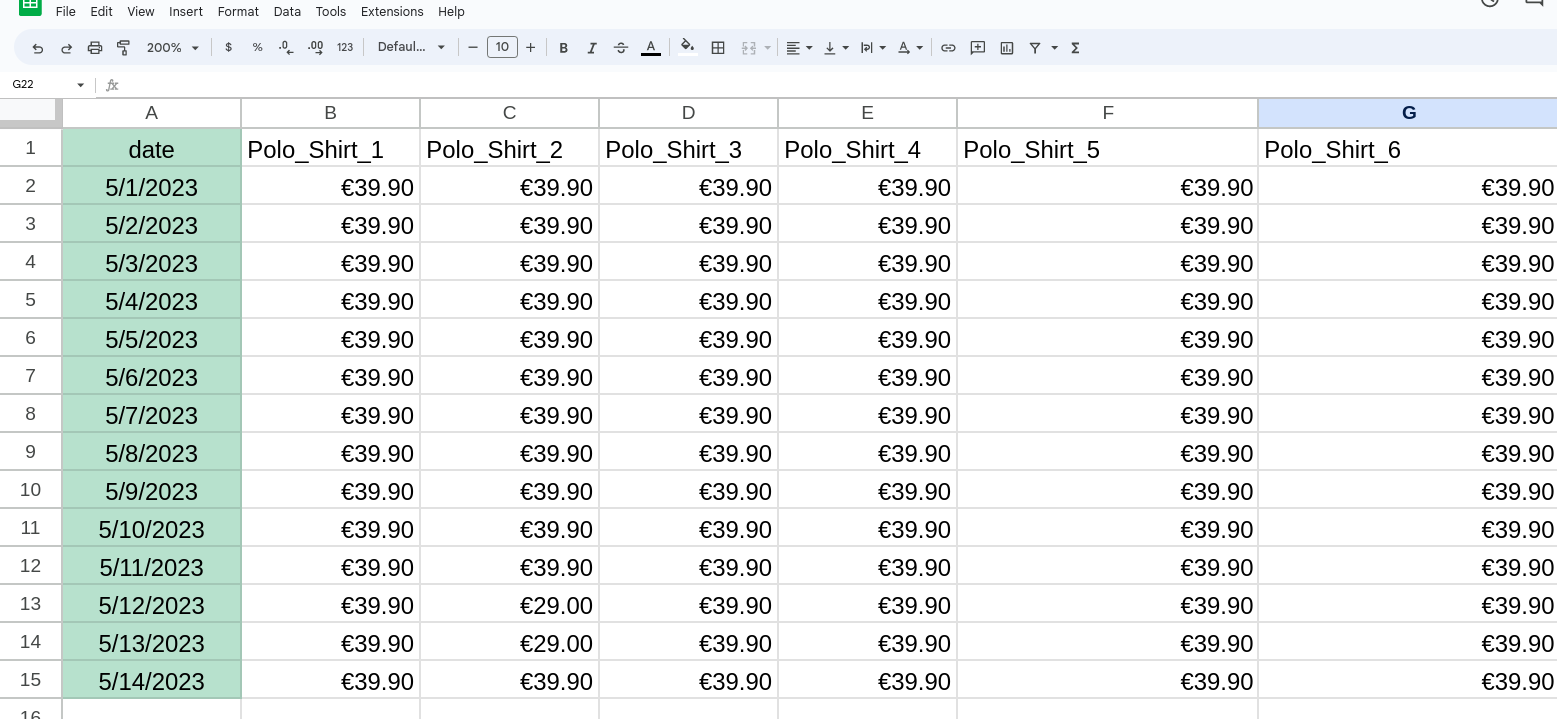 File Edit View Insert Format Data Tools Extensions Help
200% $ % .0 .00 123 Defaul... − 10 + B I S A Σ
G22 fx
A B C D E F G
1 date Polo_Shirt_1 Polo_Shirt_2 Polo_Shirt_3 Polo_Shirt_4 Polo_Shirt_5 Polo_Shirt_6
2 5/1/2023 €39.90 €39.90 €39.90 €39.90 €39.90 €39.90
3 5/2/2023 €39.90 €39.90 €39.90 €39.90 €39.90 €39.90
4 5/3/2023 €39.90 €39.90 €39.90 €39.90 €39.90 €39.90
5 5/4/2023 €39.90 €39.90 €39.90 €39.90 €39.90 €39.90
6 5/5/2023 €39.90 €39.90 €39.90 €39.90 €39.90 €39.90
7 5/6/2023 €39.90 €39.90 €39.90 €39.90 €39.90 €39.90
8 5/7/2023 €39.90 €39.90 €39.90 €39.90 €39.90 €39.90
9 5/8/2023 €39.90 €39.90 €39.90 €39.90 €39.90 €39.90
10 5/9/2023 €39.90 €39.90 €39.90 €39.90 €39.90 €39.90
11 5/10/2023 €39.90 €39.90 €39.90 €39.90 €39.90 €39.90
12 5/11/2023 €39.90 €39.90 €39.90 €39.90 €39.90 €39.90
13 5/12/2023 €39.90 €29.00 €39.90 €39.90 €39.90 €39.90
14 5/13/2023 €39.90 €29.00 €39.90 €39.90 €39.90 €39.90
15 5/14/2023 €39.90 €39.90 €39.90 €39.90 €39.90 €39.90
16